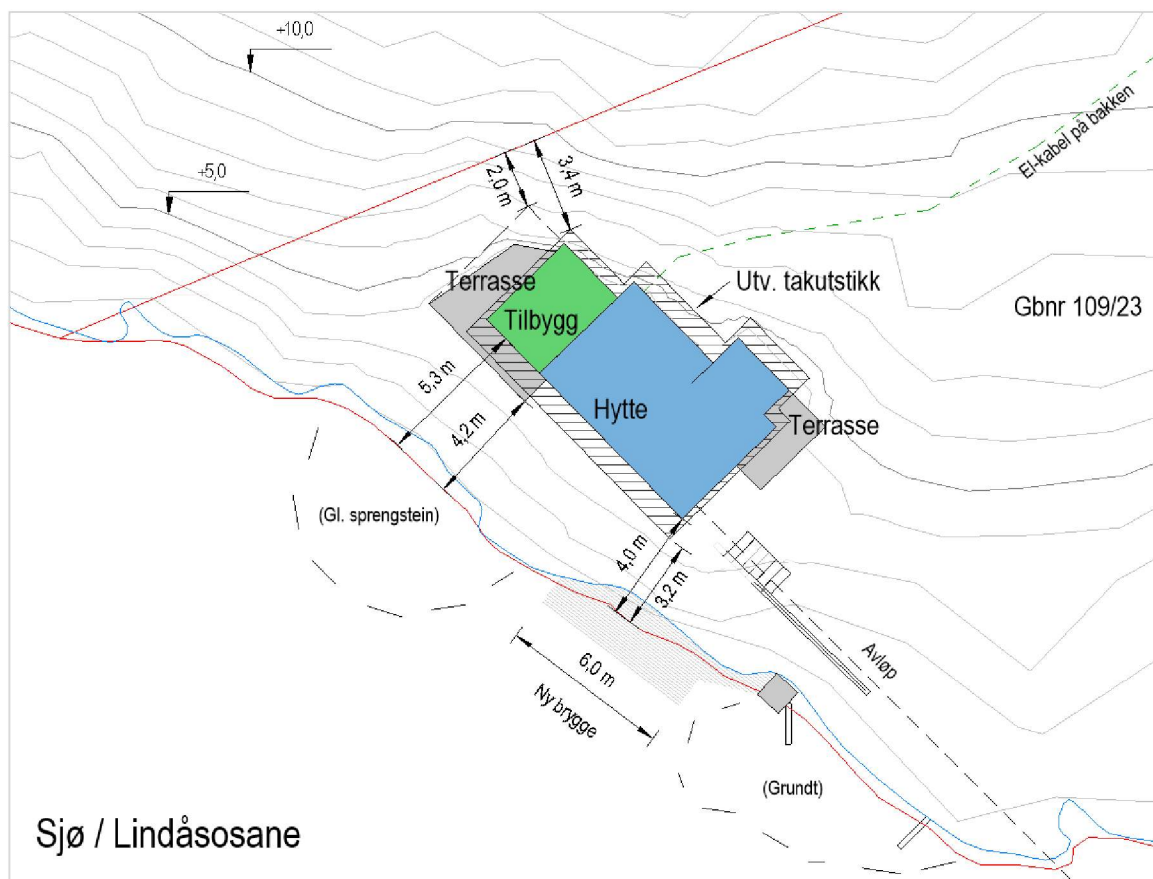 +10,0
+5,0
El-kabel på bakken
2,0 m
3,4 m
Terrasse
Utv. takutstikk
Gbnr 109/23
Tilbygg
5,3 m
4,2 m
Hytte
Terrasse
(Gl. sprengstein)
4,0 m
3,2 m
6,0 m
Ny brygge
Avløp
(Grundt)
Sjø / Lindåsosane